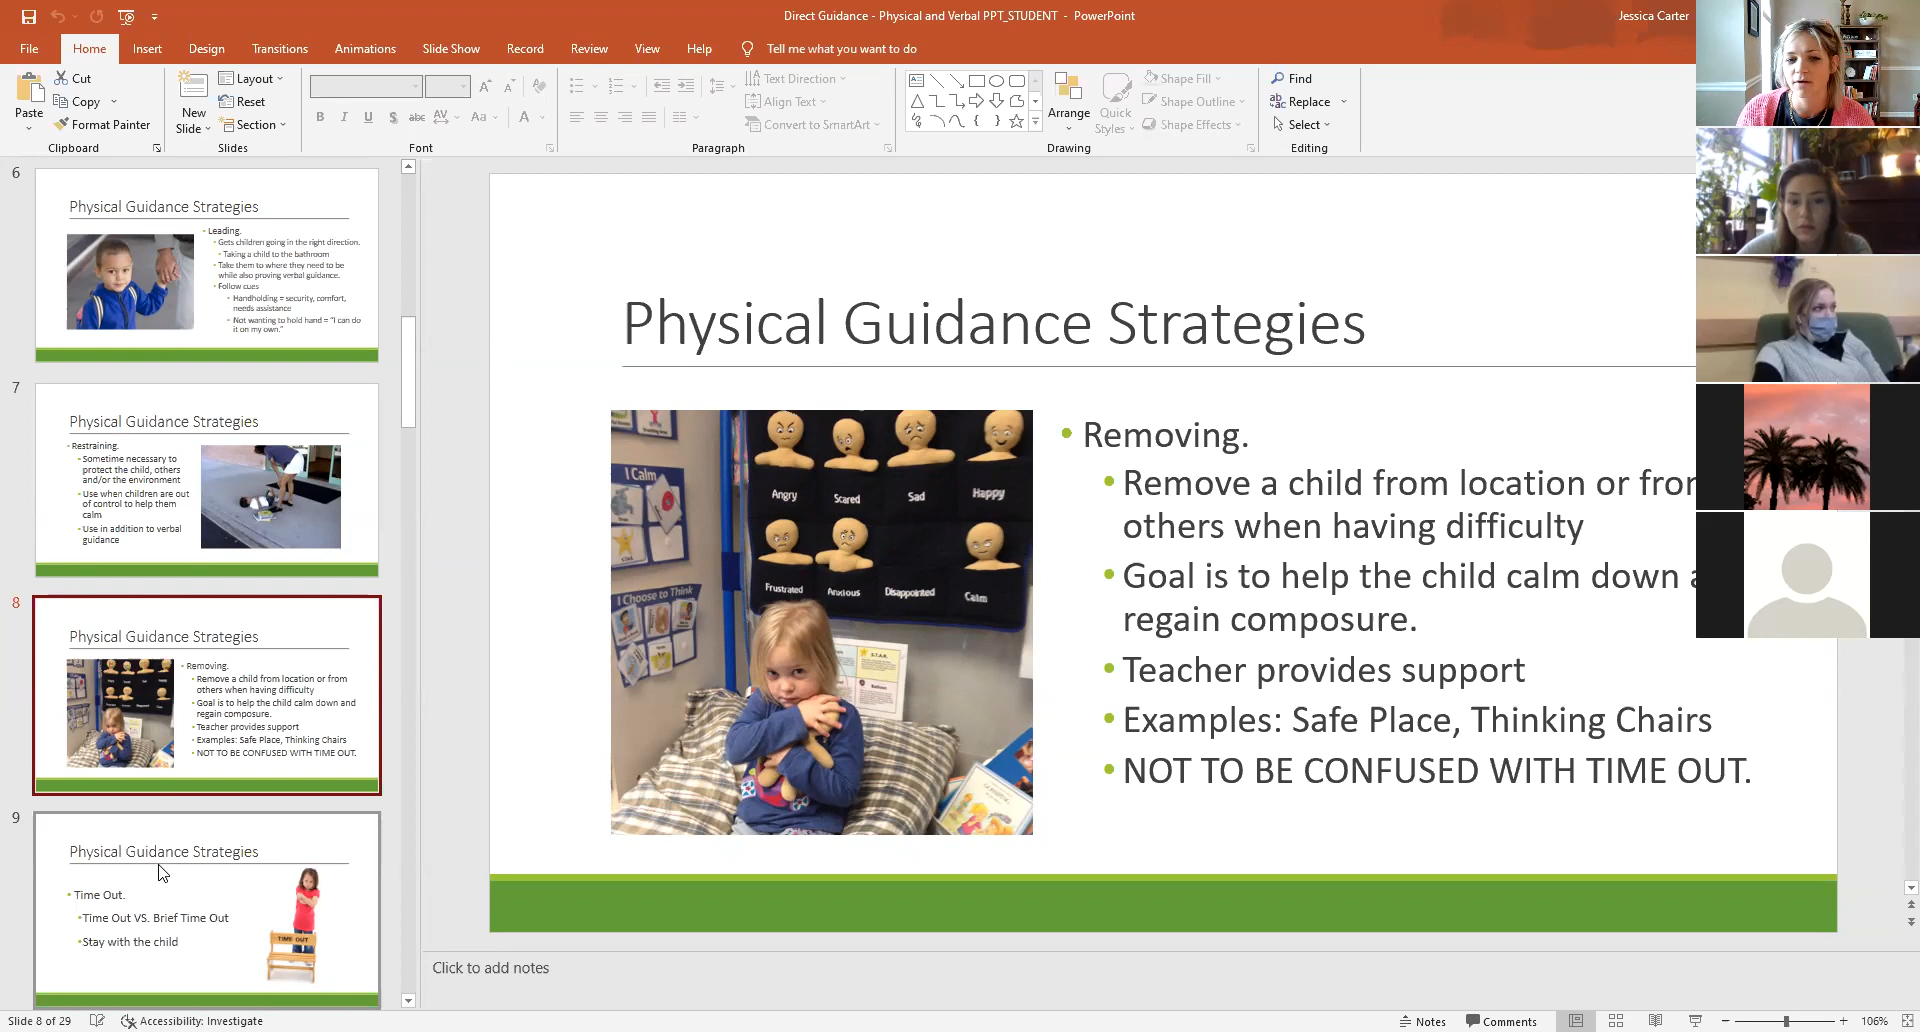 Direct Guidance - Physical and Verbal PPT_STUDENT - PowerPoint
Jessica Carter
File Home Insert Design Transitions Animations Slide Show Record Review View Help Tell me what you want to do
Paste
Cut
Copy
Format Painter
Clipboard
New Slide
Layout
Reset
Section
Slides
Font
Text Direction
Align Text
Convert to SmartArt
Paragraph
Arrange
Quick Styles
Shape Fill
Shape Outline
Shape Effects
Drawing
Find
Replace
Select
Editing
6
Physical Guidance Strategies
Leading.
Gets children going in the right direction.
Taking a child to the bathroom
Take them to where they need to be
while also proving verbal guidance.
Follow cues
Handholding = security, comfort,
needs assistance
Not wanting to hold hand = "I can do
it on my own."
7
Physical Guidance Strategies
Restraining.
Sometime necessary to
protect the child, others
and/or the environment
Use when children are out
of control to help them
calm
Use in addition to verbal
guidance
8
Physical Guidance Strategies
Removing.
Remove a child from location or from
others when having difficulty
Goal is to help the child calm down and
regain composure.
Teacher provides support
Examples: Safe Place, Thinking Chairs
NOT TO BE CONFUSED WITH TIME OUT.
9
Physical Guidance Strategies
Time Out.
Time Out VS. Brief Time Out
Stay with the child
TIME OUT
Physical Guidance Strategies
I Calm
Angry Scared Sad Happy
Frustrated Anxious Disappointed Calm
I Choose to Think
S.T.A.R.
Removing.
Remove a child from location or from
others when having difficulty
Goal is to help the child calm down
regain composure.
Teacher provides support
Examples: Safe Place, Thinking Chairs
NOT TO BE CONFUSED WITH TIME OUT.
Click to add notes
Slide 8 of 29
Accessibility: Investigate
Notes
Comments
106%